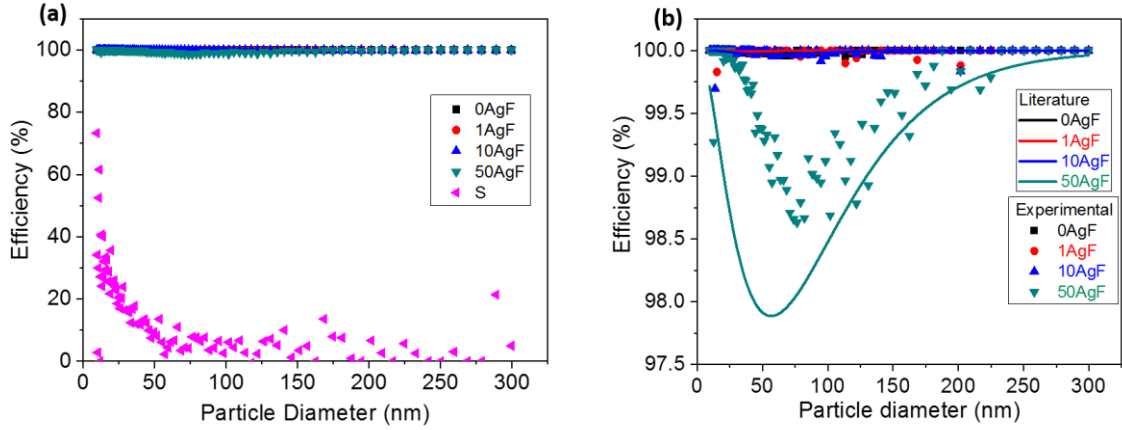 (a)
100
80
60
40
20
0
Efficiency (%)
0 50 100 150 200 250 300
Particle Diameter (nm)
0AgF
1AgF
10AgF
50AgF
S
(b)
100.0
99.5
99.0
98.5
98.0
97.5
Efficiency (%)
0 50 100 150 200 250 300
Particle diameter (nm)
Literature
0AgF
1AgF
10AgF
50AgF
Experimental
0AgF
1AgF
10AgF
50AgF